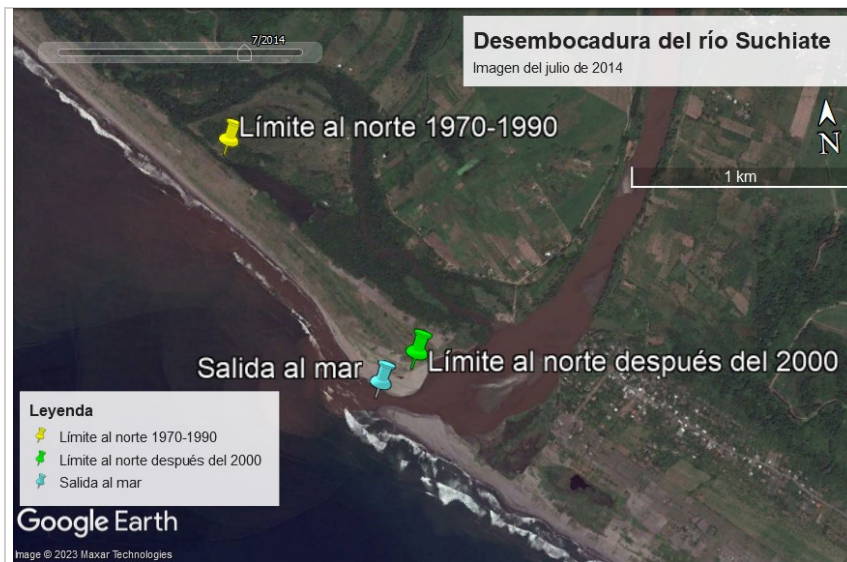 7/2014
Desembocadura del río Suchiate
Imagen del julio de 2014
Límite al norte 1970-1990
N
1 km
Salida al mar
Límite al norte después del 2000
Leyenda
Límite al norte 1970-1990
Límite al norte después del 2000
Salida al mar
Google Earth
Image © 2023 Maxar Technologies